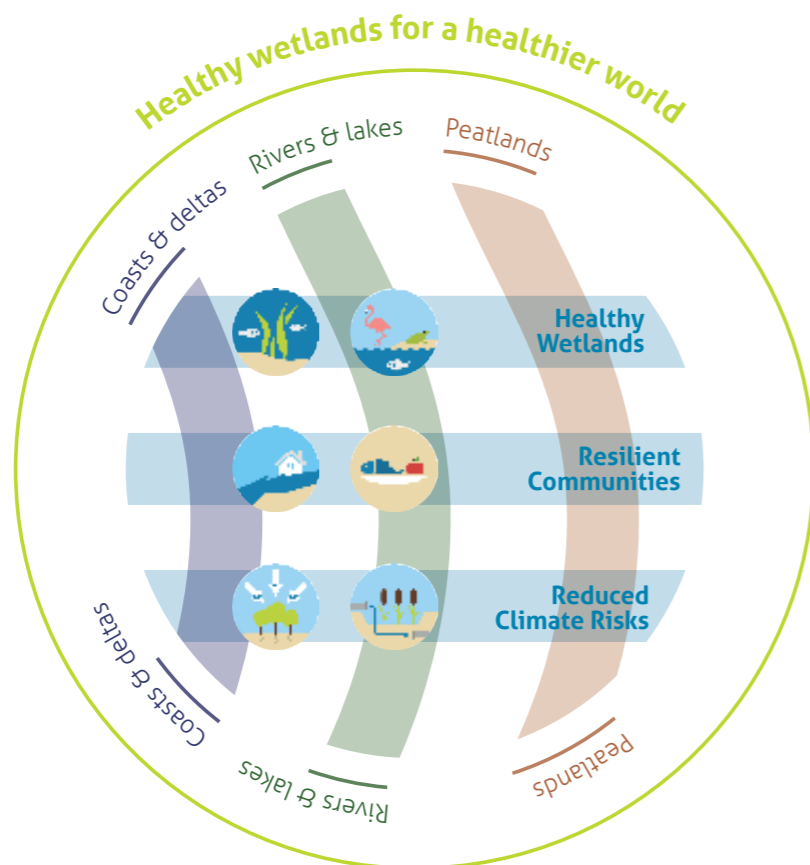 Healthy wetlands for a healthier world
Coasts & deltas
Rivers & lakes
Peatlands
Healthy
Wetlands
Resilient
Communities
Reduced
Climate Risks
Coasts & deltas
Rivers & lakes
Peatlands